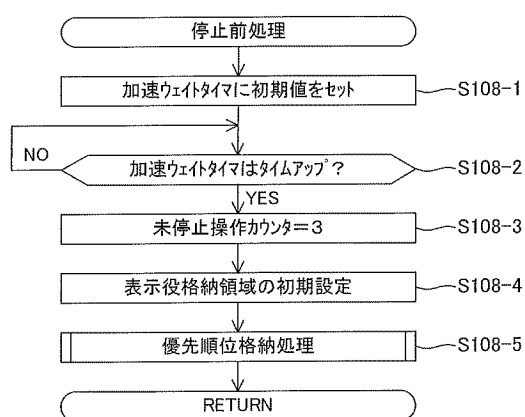 停止前処理
加速ウェイトタイマに初期値をセット
S108-1
NO
加速ウェイトタイマはタイムアップ？
S108-2
YES
未停止操作カウンタ＝3
S108-3
表示役格納領域の初期設定
S108-4
優先順位格納処理
S108-5
RETURN